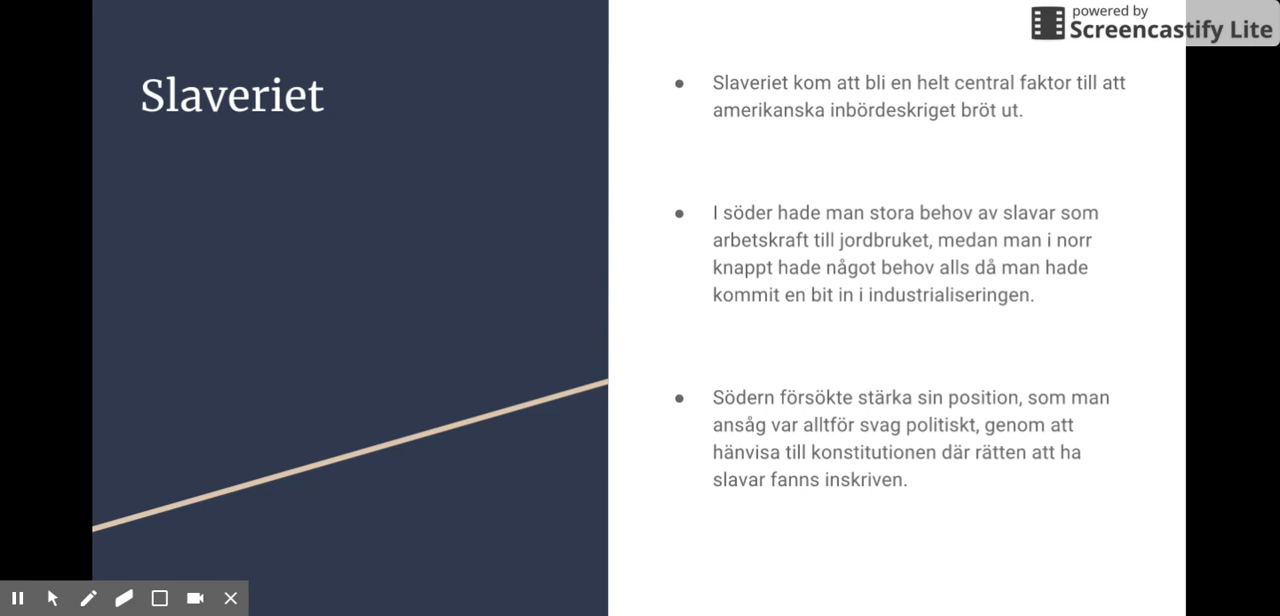 powered by
Screencastify Lite
Slaveriet
● Slaveriet kom att bli en helt central faktor till att
amerikanska inbördeskriget bröt ut.
● I söder hade man stora behov av slavar som
arbetskraft till jordbruket, medan man i norr
knappt hade något behov alls då man hade
kommit en bit in i industrialiseringen.
● Södern försökte stärka sin position, som man
ansåg var alltför svag politiskt, genom att
hänvisa till konstitutionen där rätten att ha
slavar fanns inskriven.